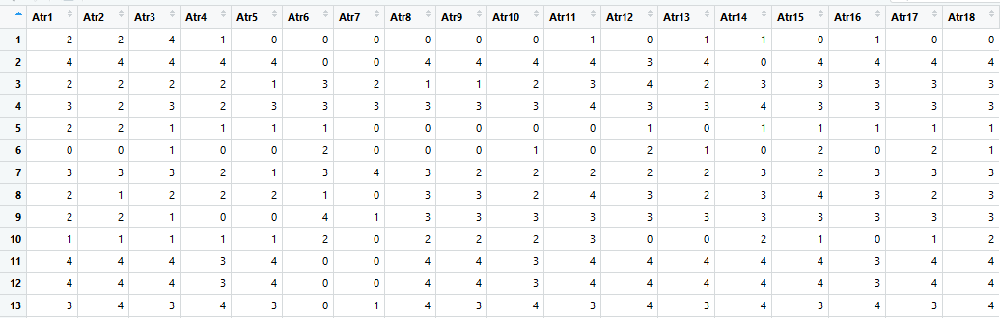 Atr1 Atr2 Atr3 Atr4 Atr5 Atr6 Atr7 Atr8 Atr9 Atr10 Atr11 Atr12 Atr13 Atr14 Atr15 Atr16 Atr17 Atr18
1 2 2 4 1 0 0 0 0 0 0 1 0 1 1 0 1 0 0
2 4 4 4 4 4 0 0 4 4 4 4 3 4 0 4 4 4 4
3 2 2 2 2 1 3 2 1 1 2 3 4 2 3 3 3 3 3
4 3 2 3 2 3 3 3 3 3 3 4 3 3 4 3 3 3 3
5 2 2 1 1 1 1 0 0 0 0 0 1 0 1 1 1 1 1
6 0 0 1 0 0 2 0 0 0 1 0 2 1 0 2 0 2 1
7 3 3 3 2 1 3 4 3 2 2 2 2 2 3 2 3 3 3
8 2 1 2 2 2 1 0 3 3 2 4 3 2 3 4 3 2 3
9 2 2 1 0 0 4 1 3 3 3 3 3 3 3 3 3 3 3
10 1 1 1 1 1 2 0 2 2 2 3 0 0 2 1 0 1 2
11 4 4 4 3 4 0 0 4 4 3 4 4 4 4 4 3 4 4
12 4 4 4 3 4 0 0 4 4 3 4 4 4 4 4 3 4 4
13 3 4 3 4 3 0 1 4 3 4 3 4 3 4 3 4 3 4